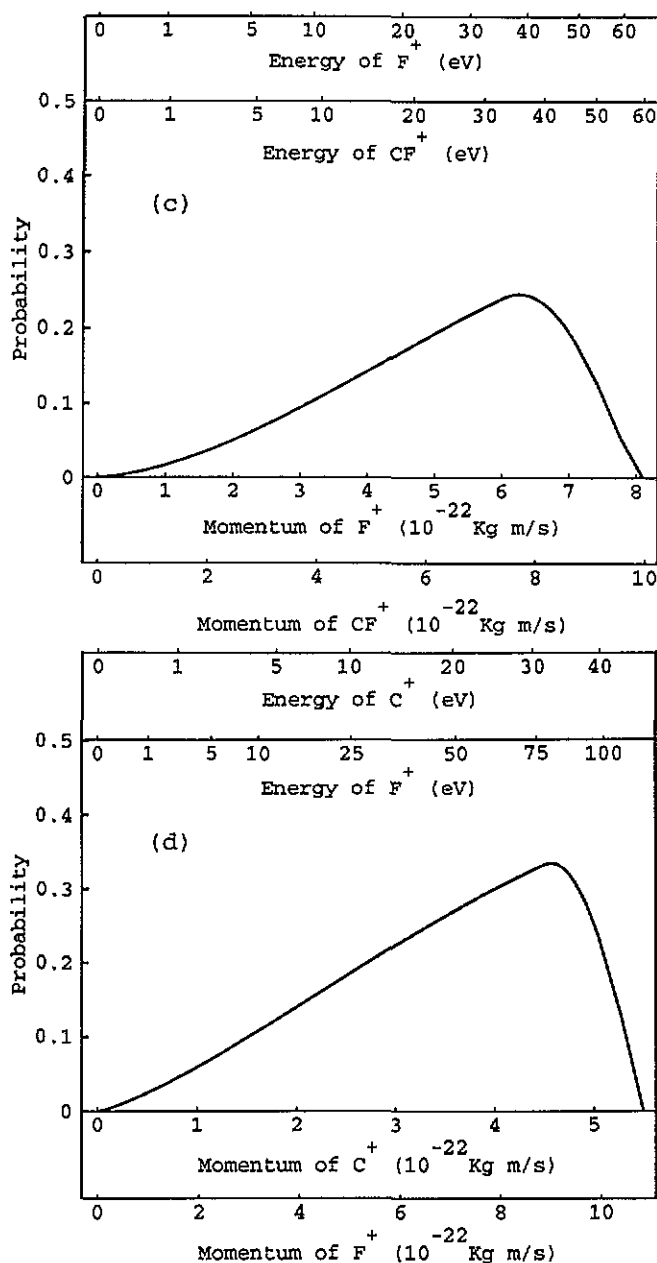 0 1 5 10 20 30 40 50 60
Energy of F+ (eV)
0.5
0 1 5 10 20 30 40 50 60
Energy of CF+ (eV)
0.4
(c)
0.3
Probability
0.2
0.1
0
0 1 2 3 4 5 6 7 8
Momentum of F+ (10-22 Kg m/s)
0 2 4 6 8 10
Momentum of CF+ (10-22 Kg m/s)
0 1 5 10 20 30 40
Energy of C+ (eV)
0.5
0 1 5 10 25 50 75 100
Energy of F+ (eV)
0.4
(d)
0.3
Probability
0.2
0.1
0
0 1 2 3 4 5
Momentum of C+ (10-22 Kg m/s)
0 2 4 6 8 10
Momentum of F+ (10-22 Kg m/s)